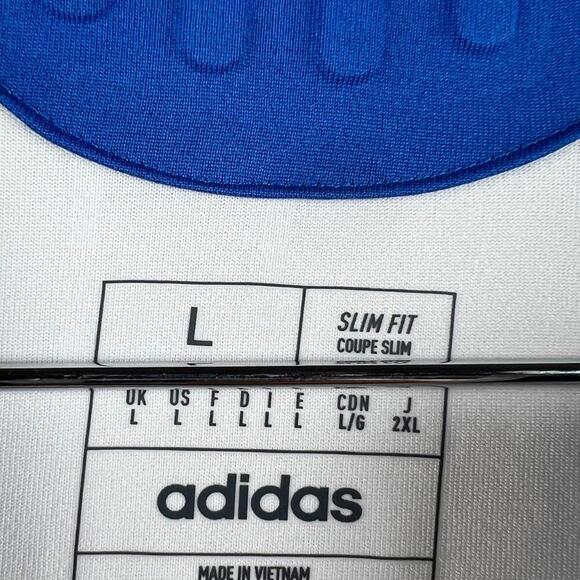 L
SLIM FIT
COUPE SLIM
UK US F D I E CDN J
L L L L L L L/G 2XL
adidas
MADE IN VIETNAM